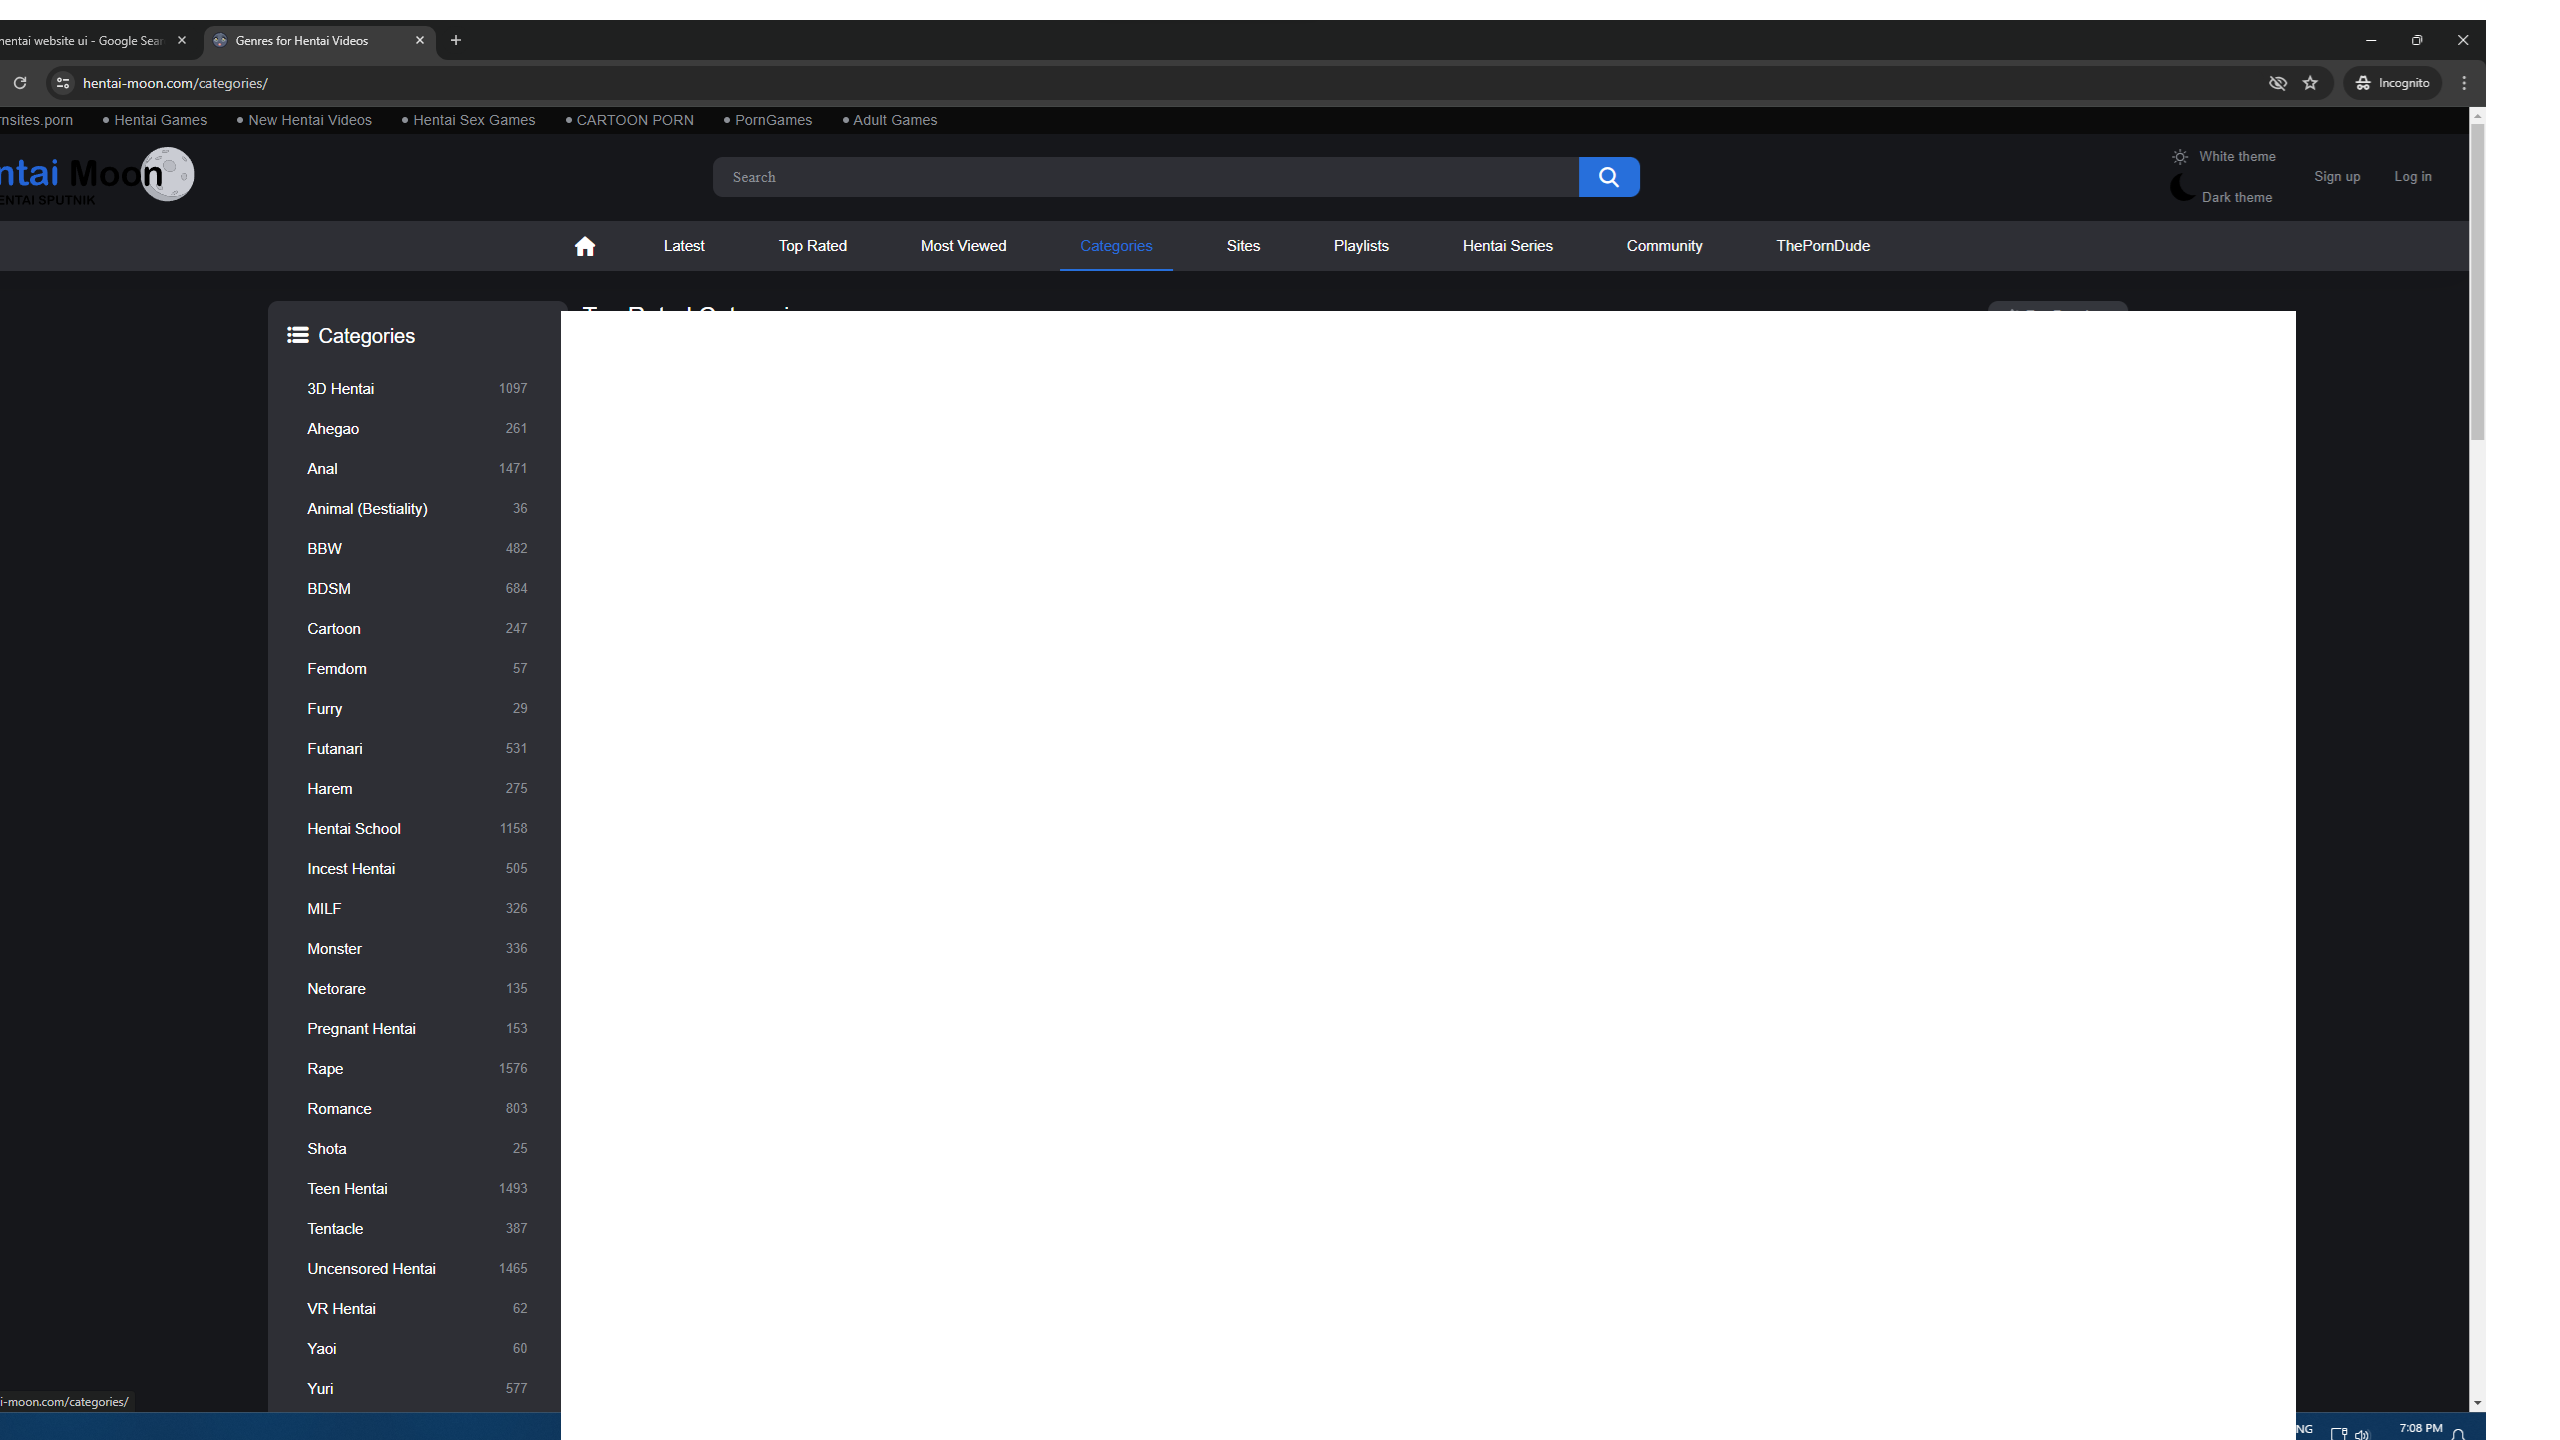 hentai website ui - Google Sear
Genres for Hentai Videos
hentai-moon.com/categories/
Incognito
rnsites.porn
Hentai Games
New Hentai Videos
Hentai Sex Games
CARTOON PORN
PornGames
Adult Games
ntai Moon
ENTAI SPUTNIK
Search
White theme
Dark theme
Sign up
Log in
Latest
Top Rated
Most Viewed
Categories
Sites
Playlists
Hentai Series
Community
ThePornDude
Categories
3D Hentai 1097
Ahegao 261
Anal 1471
Animal (Bestiality) 36
BBW 482
BDSM 684
Cartoon 247
Femdom 57
Furry 29
Futanari 531
Harem 275
Hentai School 1158
Incest Hentai 505
MILF 326
Monster 336
Netorare 135
Pregnant Hentai 153
Rape 1576
Romance 803
Shota 25
Teen Hentai 1493
Tentacle 387
Uncensored Hentai 1465
VR Hentai 62
Yaoi 60
Yuri 577
i-moon.com/categories/
NG
7:08 PM